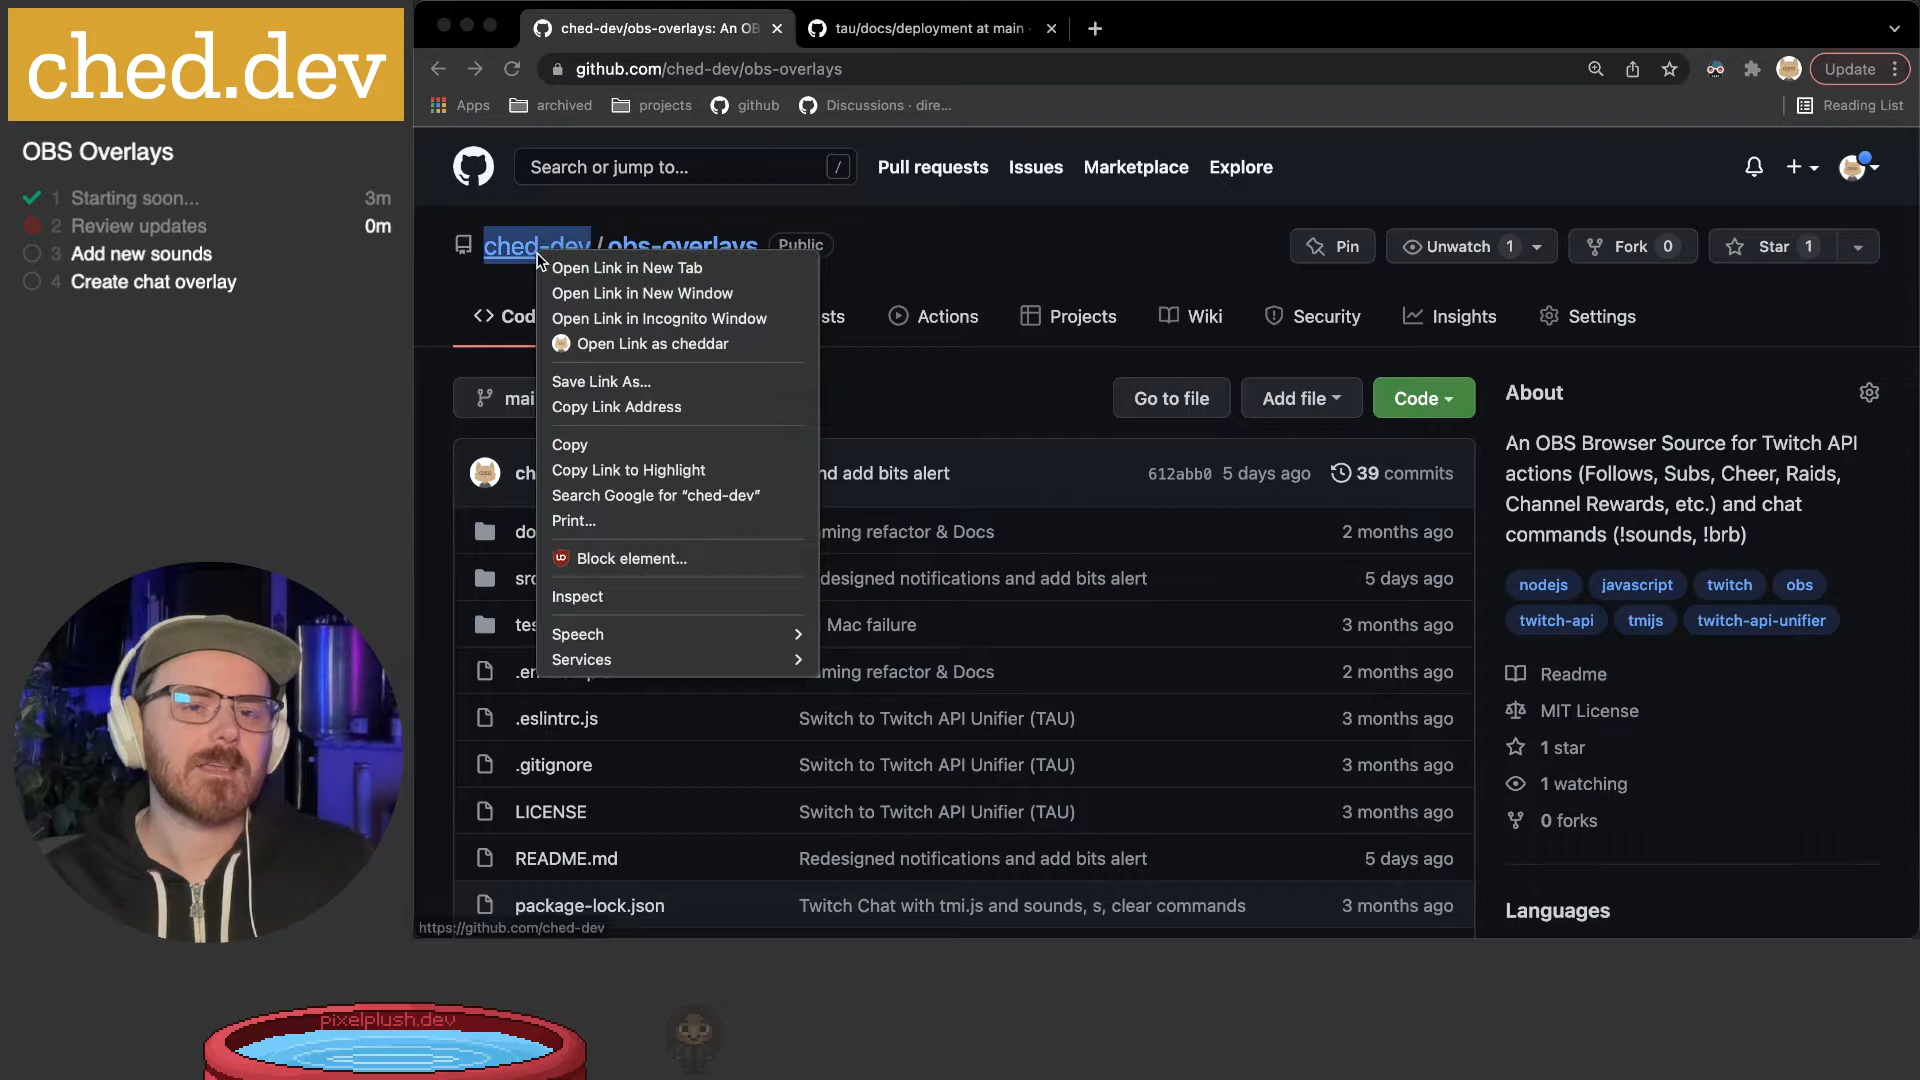 ched.dev
OBS Overlays
1 Starting soon... 3m
2 Review updates 0m
3 Add new sounds
4 Create chat overlay
ched-dev/obs-overlays: An OB
tau/docs/deployment at main
github.com/ched-dev/obs-overlays
Update
Apps
archived
projects
github
Discussions · dire...
Reading List
Search or jump to... /
Pull requests
Issues
Marketplace
Explore
ched-dev / obs-overlays Public
Pin
Unwatch 1
Fork 0
Star 1
Cod
sts
Actions
Projects
Wiki
Security
Insights
Settings
Open Link in New Tab
Open Link in New Window
Open Link in Incognito Window
Open Link as cheddar
Save Link As...
Copy Link Address
Copy
Copy Link to Highlight
Search Google for “ched-dev”
Print...
Block element...
Inspect
Speech
Services
mai
Go to file
Add file
Code
ch
nd add bits alert 612abb0 5 days ago 39 commits
do
ming refactor & Docs 2 months ago
src
designed notifications and add bits alert 5 days ago
tes
Mac failure 3 months ago
.en
ming refactor & Docs 2 months ago
.eslintrc.js Switch to Twitch API Unifier (TAU) 3 months ago
.gitignore Switch to Twitch API Unifier (TAU) 3 months ago
LICENSE Switch to Twitch API Unifier (TAU) 3 months ago
README.md Redesigned notifications and add bits alert 5 days ago
package-lock.json Twitch Chat with tmi.js and sounds, s, clear commands 3 months ago
https://github.com/ched-dev
About
An OBS Browser Source for Twitch API
actions (Follows, Subs, Cheer, Raids,
Channel Rewards, etc.) and chat
commands (!sounds, !brb)
nodejs javascript twitch obs
twitch-api tmijs twitch-api-unifier
Readme
MIT License
1 star
1 watching
0 forks
Languages
pixelplush.dev